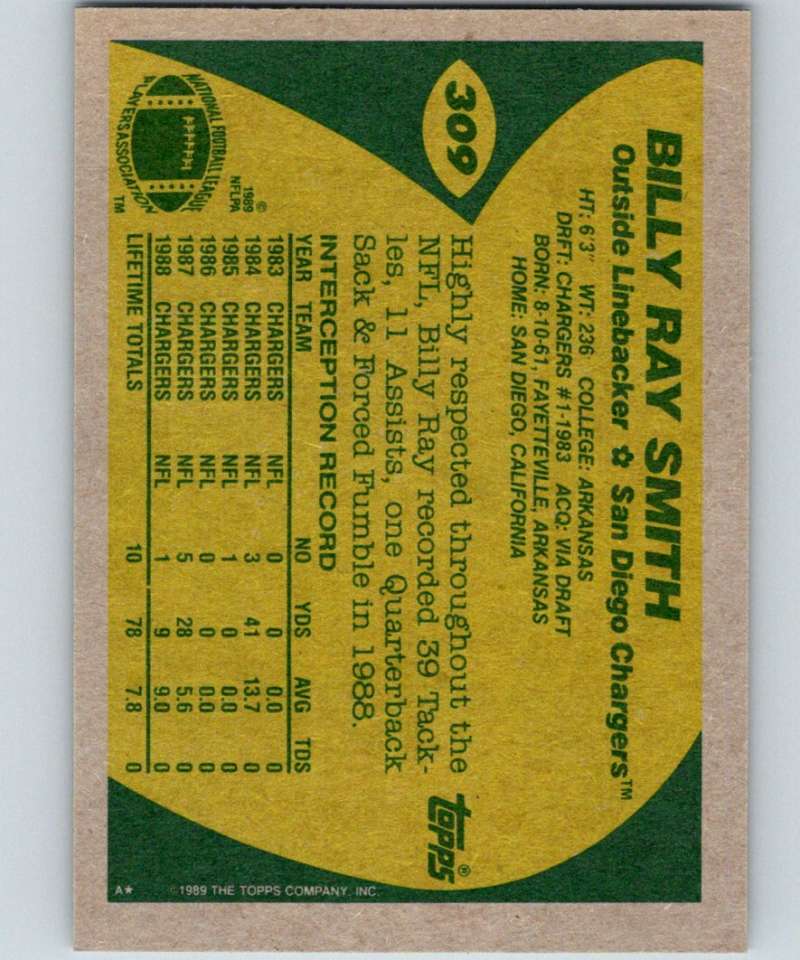 309
BILLY RAY SMITH
Outside Linebacker ✿ San Diego Chargers™
HT: 6'3" WT: 236 COLLEGE: ARKANSAS
DRFT: CHARGERS #1-1983 ACQ: VIA DRAFT
BORN: 8-10-61, FAYETTEVILLE, ARKANSAS
HOME: SAN DIEGO, CALIFORNIA
Highly respected throughout the
NFL, Billy Ray recorded 39 Tack-
les, 11 Assists, one Quarterback
Sack & Forced Fumble in 1988.
topps®
INTERCEPTION RECORD
YEAR TEAM NO YDS AVG TDS
1983 CHARGERS NFL 0 0 0.0 0
1984 CHARGERS NFL 3 41 13.7 0
1985 CHARGERS NFL 1 0 0.0 0
1986 CHARGERS NFL 0 0 0.0 0
1987 CHARGERS NFL 5 28 5.6 0
1988 CHARGERS NFL 1 9 9.0 0
LIFETIME TOTALS 10 78 7.8 0
NATIONAL FOOTBALL LEAGUE
PLAYERS ASSOCIATION
™
©
1989
NFLPA
A★ ©1989 THE TOPPS COMPANY, INC.